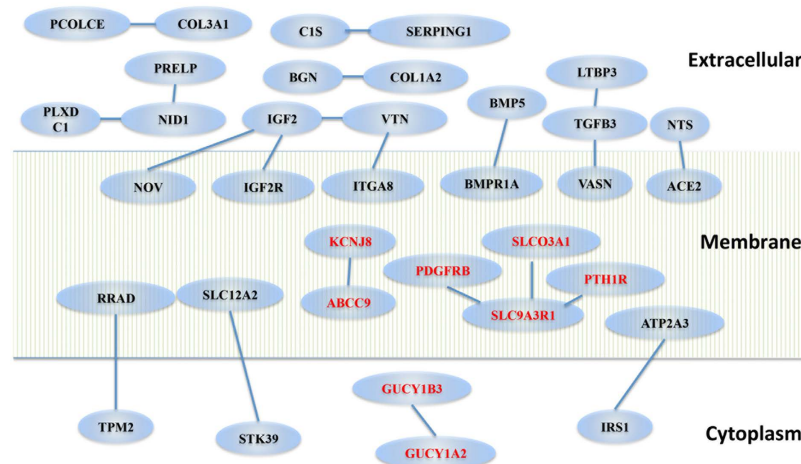 PCOLCE
COL3A1
C1S
SERPING1
Extracellular
PRELP
BGN
COL1A2
LTBP3
BMP5
PLXD
C1
NID1
IGF2
VTN
TGFB3
NTS
NOV
IGF2R
ITGA8
BMPR1A
VASN
ACE2
KCNJ8
SLCO3A1
Membrane
PDGFRB
PTH1R
RRAD
SLC12A2
ABCC9
SLC9A3R1
ATP2A3
GUCY1B3
TPM2
STK39
IRS1
Cytoplasm
GUCY1A2